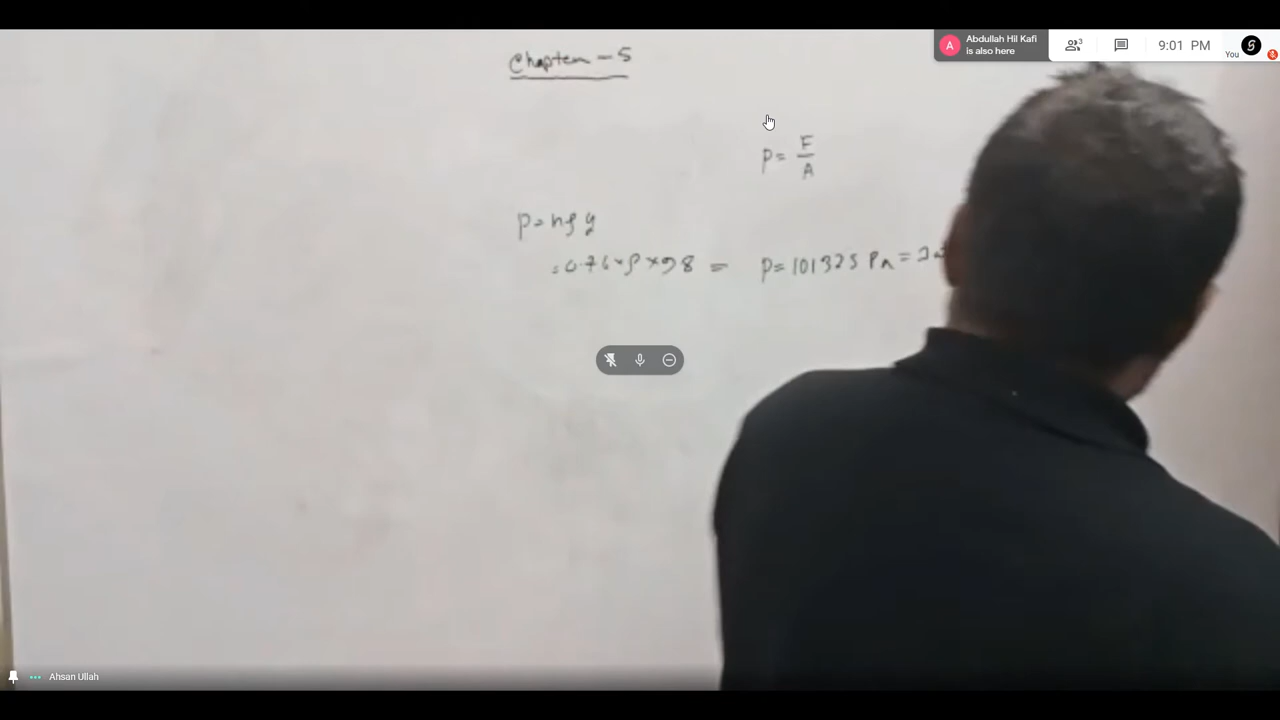 Abdullah Hil Kafi
is also here
3
9:01 PM
You
Chapter - 5
P = F/A
P = hρg
= 0.76 × ρ × 9.8 = P = 101325 Pa =
Ahsan Ullah